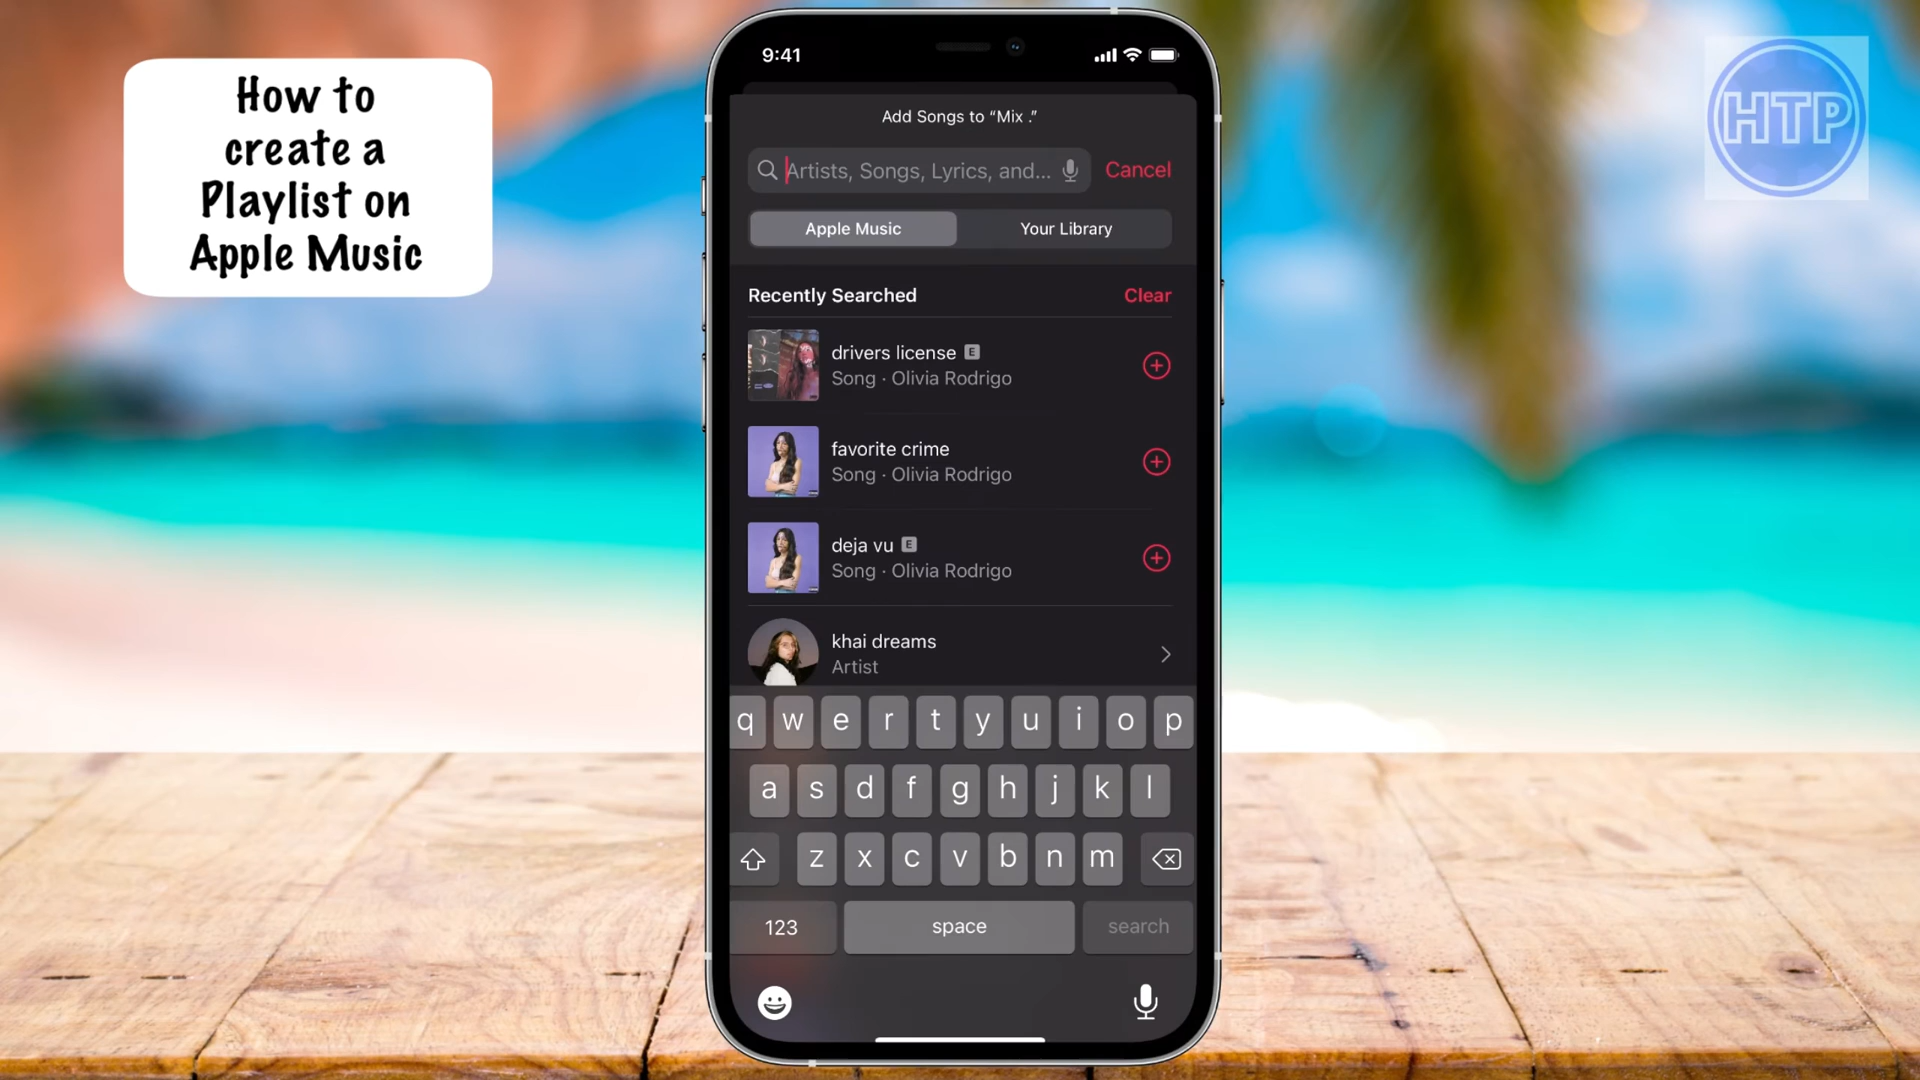 How to
create a
Playlist on
Apple Music
HTP
9:41
Add Songs to “Mix .”
Artists, Songs, Lyrics, and...
Cancel
Apple Music
Your Library
Recently Searched
Clear
drivers license E
Song · Olivia Rodrigo
favorite crime
Song · Olivia Rodrigo
deja vu E
Song · Olivia Rodrigo
khai dreams
Artist
q w e r t y u i o p
a s d f g h j k l
z x c v b n m
123 space search